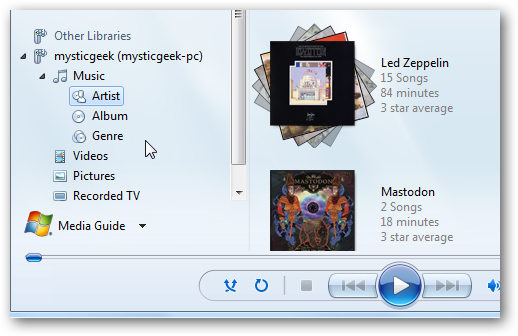 Other Libraries
mysticgeek (mysticgeek-pc)
Music
Artist
Album
Genre
Videos
Pictures
Recorded TV
Media Guide
Led Zeppelin
15 Songs
84 minutes
3 star average
MASTODON
Mastodon
2 Songs
18 minutes
3 star average